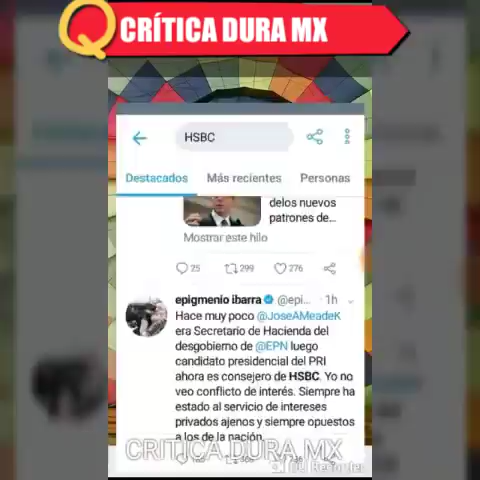 CRÍTICA DURA MX
HSBC
Destacados Más recientes Personas
delos nuevos
patrones de...
Mostrar este hilo
25 299 276
epigmenio ibarra @epi... 1h
Hace muy poco @JoseAMeadeK
era Secretario de Hacienda del
desgobierno de @EPN luego
candidato presidencial del PRI
ahora es consejero de HSBC. Yo no
veo conflicto de interés. Siempre ha
estado al servicio de intereses
privados ajenos y siempre opuestos
a los de la nación.
CRITICA DURA MX